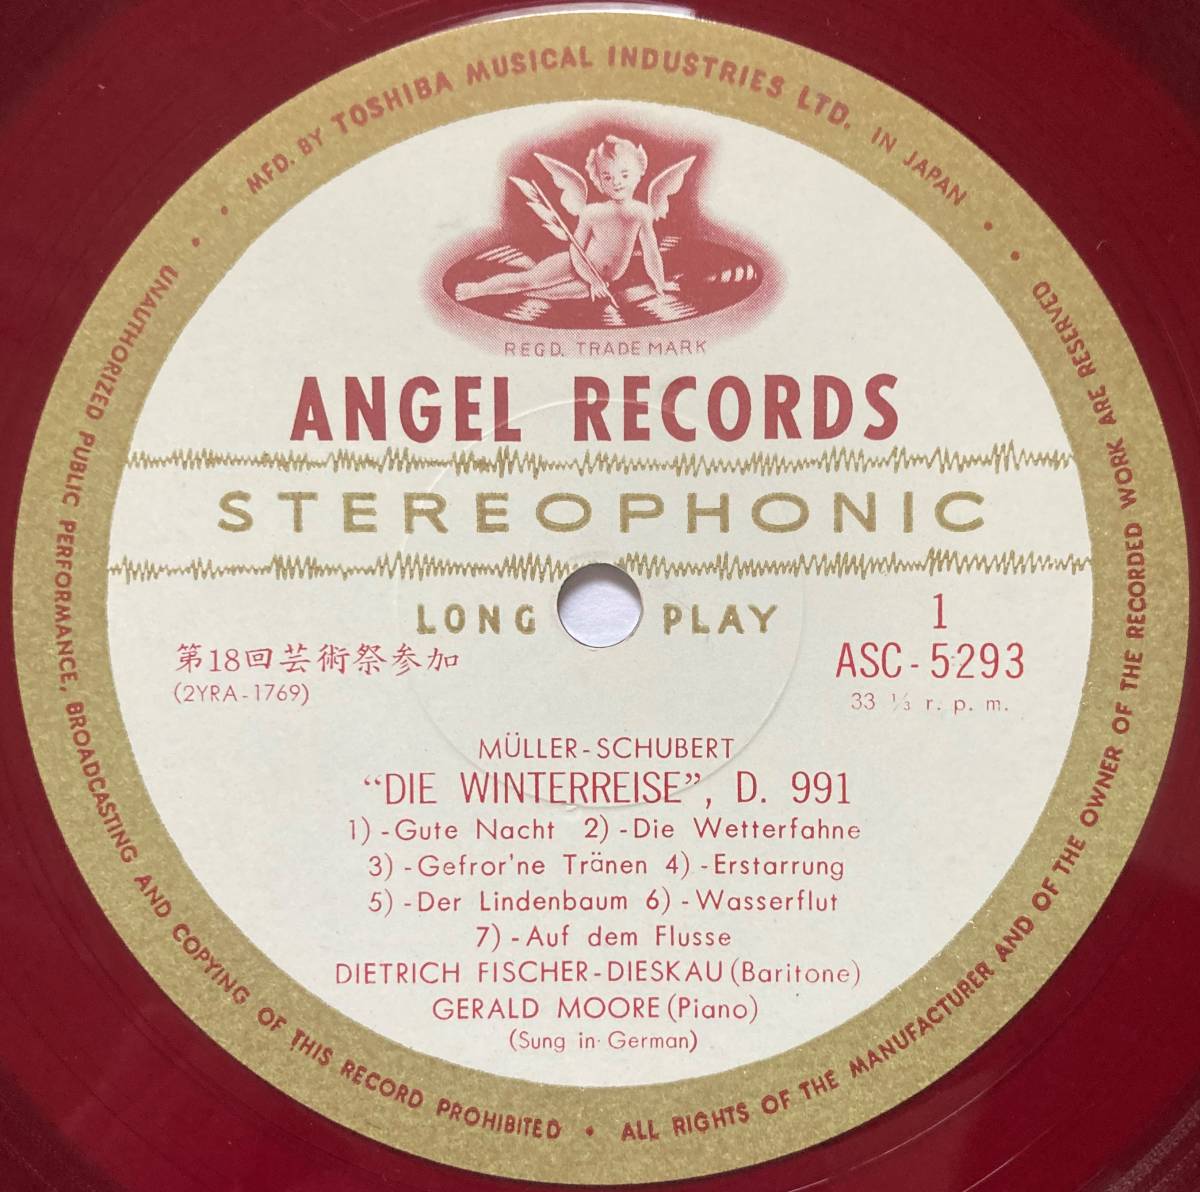 MFD. BY TOSHIBA MUSICAL INDUSTRIES LTD. IN JAPAN
REGD. TRADE MARK
ANGEL RECORDS
STEREOPHONIC
LONG PLAY
1
第18回芸術祭参加
ASC-5293
(2YRA-1769)
33 ⅓ r. p. m.
MÜLLER-SCHUBERT
“DIE WINTERREISE”, D. 991
1)-Gute Nacht 2)-Die Wetterfahne
3)-Gefror'ne Tränen 4)-Erstarrung
5)-Der Lindenbaum 6)-Wasserflut
7)-Auf dem Flusse
DIETRICH FISCHER-DIESKAU (Baritone)
GERALD MOORE (Piano)
(Sung in German)
UNAUTHORIZED PUBLIC PERFORMANCE, BROADCASTING AND COPYING OF THIS RECORD PROHIBITED • ALL RIGHTS OF THE MANUFACTURER AND OF THE OWNER OF THE RECORDED WORK ARE RESERVED